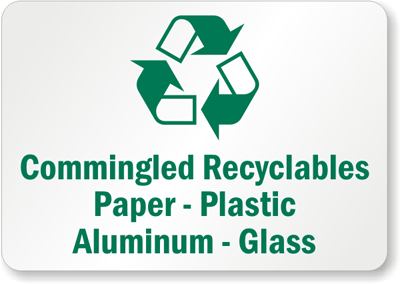 Commingled Recyclables
Paper - Plastic
Aluminum - Glass